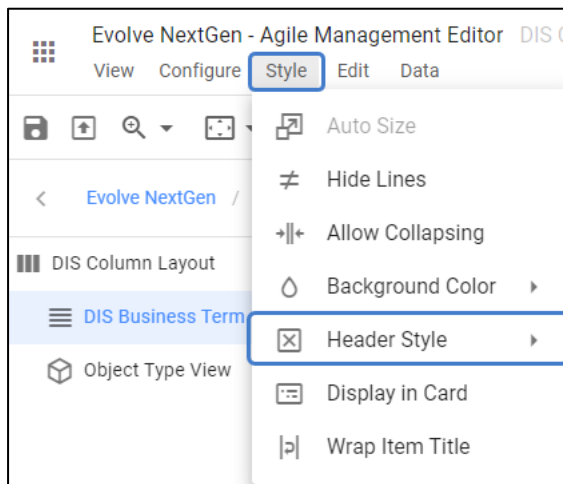 Evolve NextGen - Agile Management Editor DIS
View Configure Style Edit Data
Auto Size
Hide Lines
Evolve NextGen /
Allow Collapsing
DIS Column Layout
Background Color
DIS Business Term
Header Style
Object Type View
Display in Card
Wrap Item Title